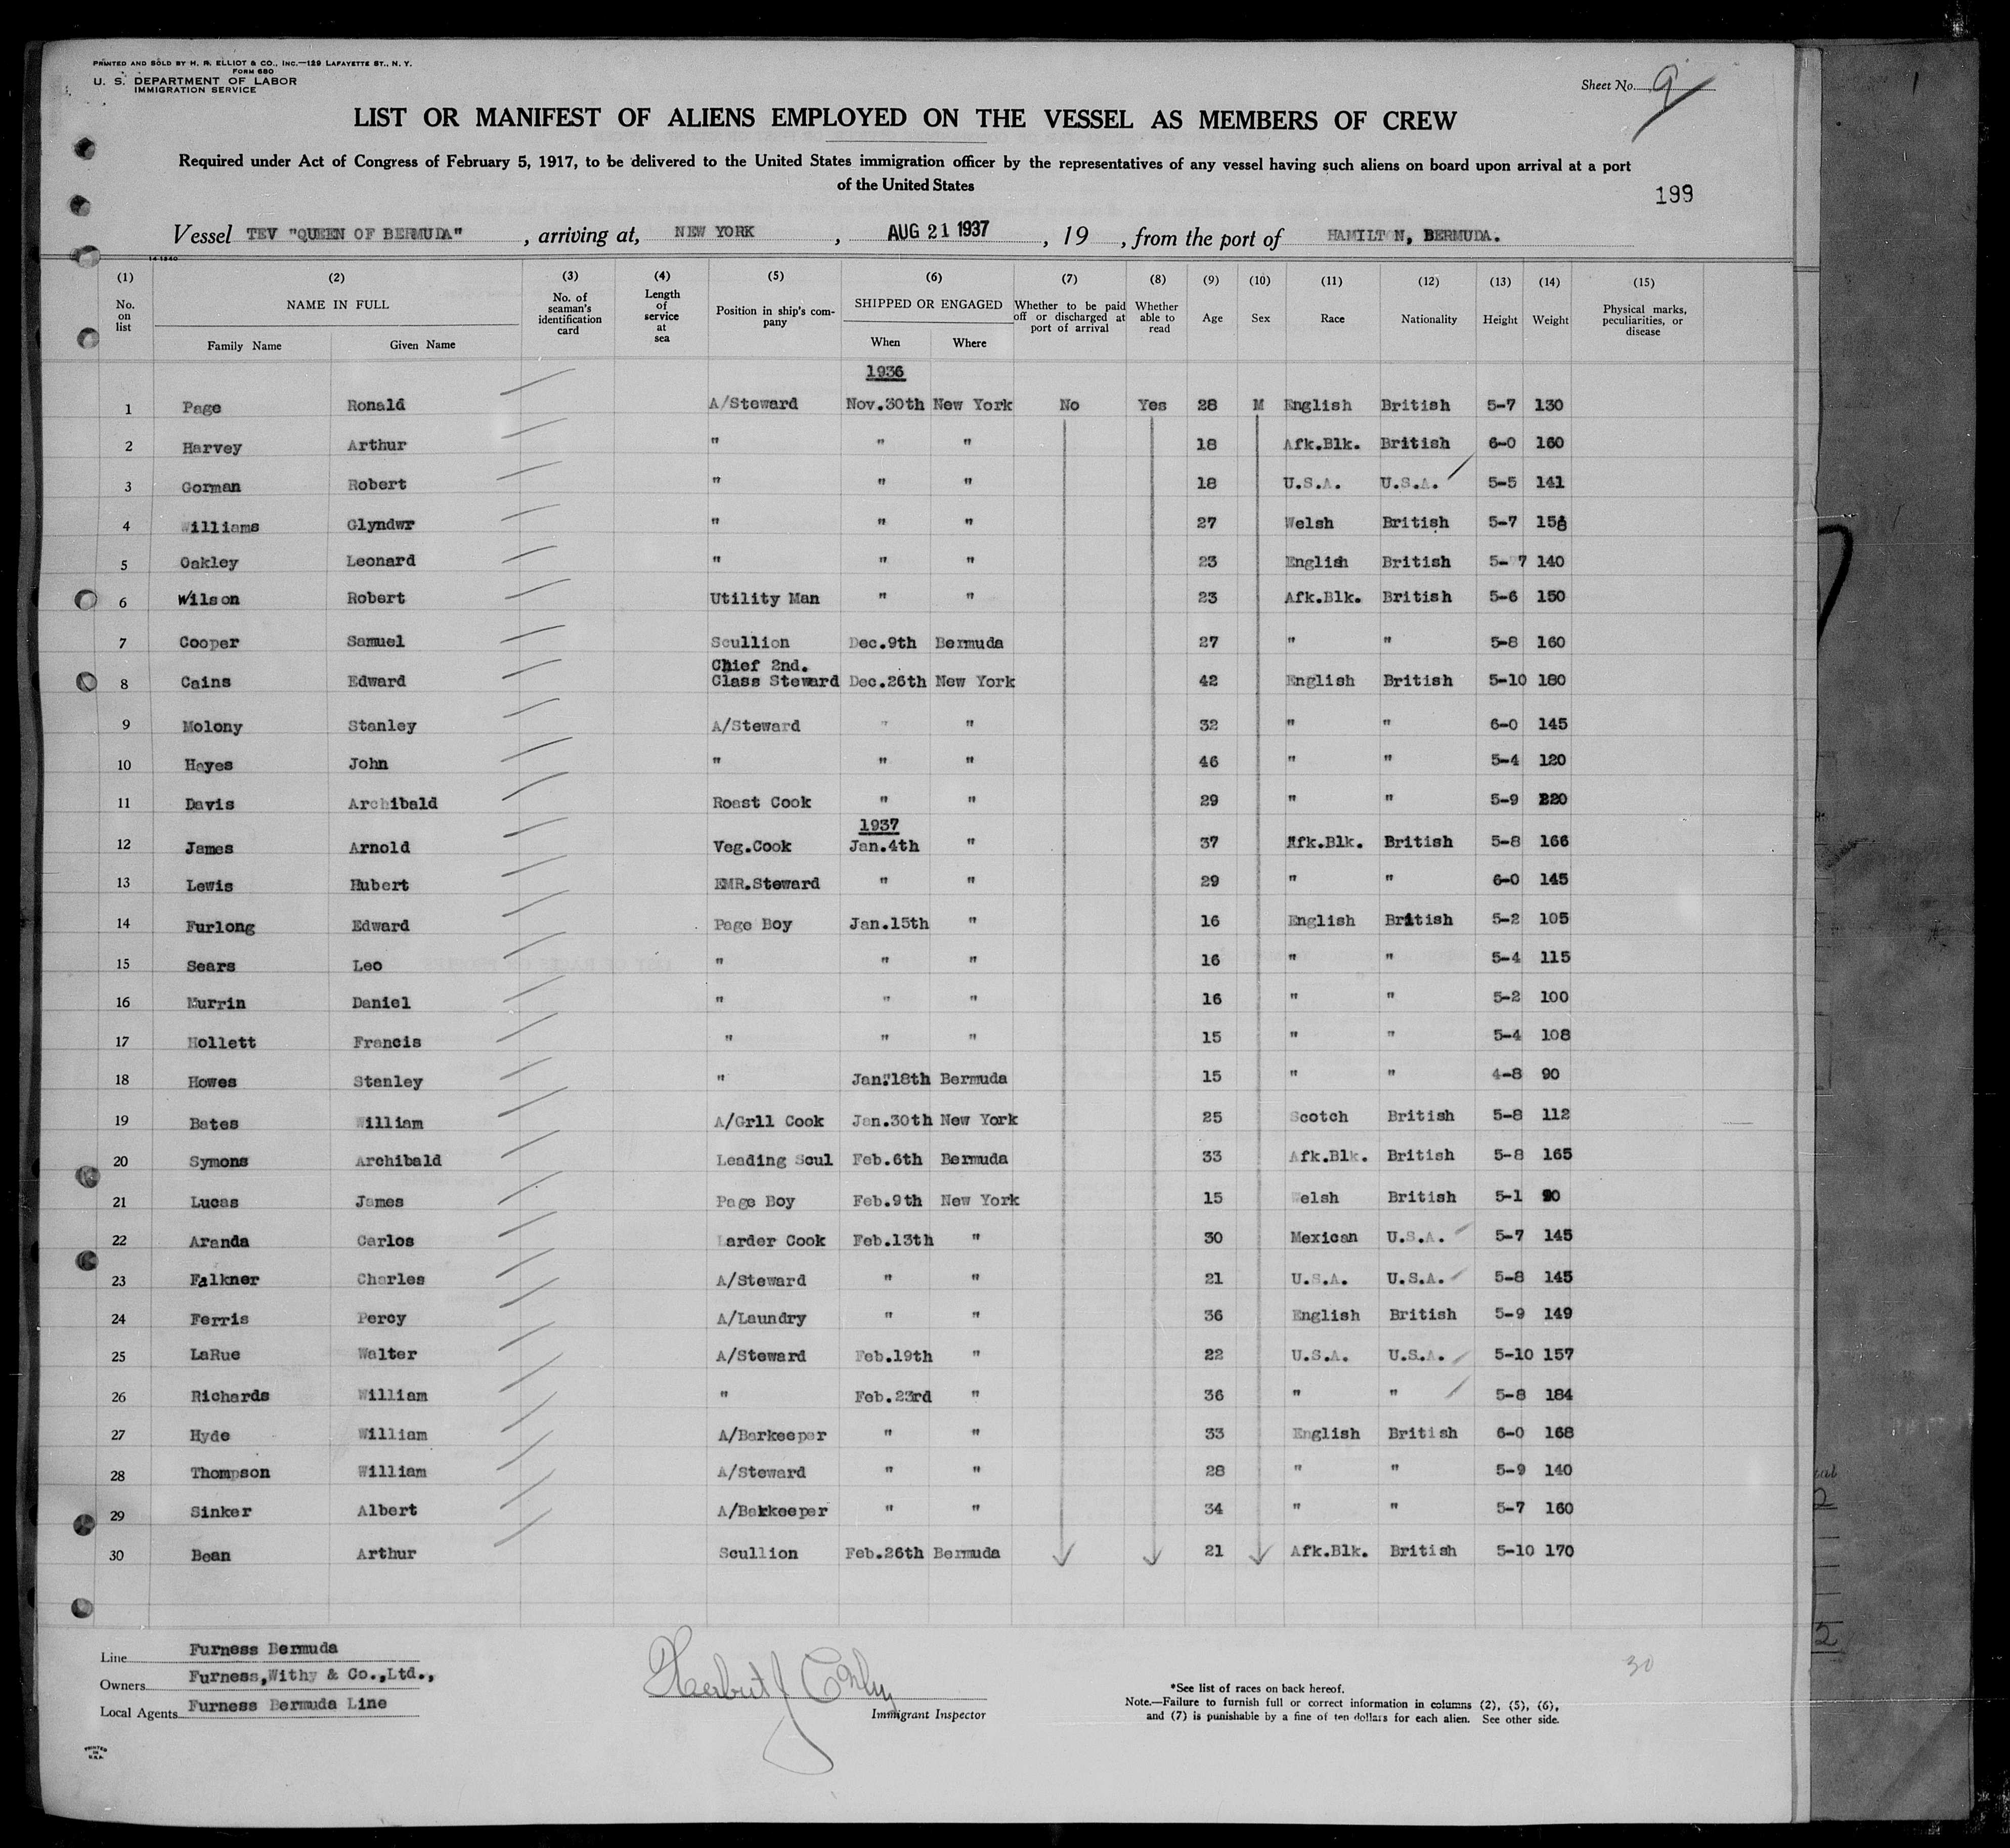 PRINTED AND SOLD BY H. R. ELLIOT & CO., INC.—129 LAFAYETTE ST., N. Y.
FORM 680
U. S. DEPARTMENT OF LABOR
IMMIGRATION SERVICE
Sheet No. 9
LIST OR MANIFEST OF ALIENS EMPLOYED ON THE VESSEL AS MEMBERS OF CREW
Required under Act of Congress of February 5, 1917, to be delivered to the United States immigration officer by the representatives of any vessel having such aliens on board upon arrival at a port
of the United States
199
Vessel TEV "QUEEN OF BERMUDA" , arriving at, NEW YORK , AUG 21 1937 , 19 , from the port of HAMILTON, BERMUDA.
14 1840
(1) (2) (3) (4) (5) (6) (7) (8) (9) (10) (11) (12) (13) (14) (15)
No. on list NAME IN FULL Family Name Given Name No. of seaman's identification card Length of service at sea Position in ship's company SHIPPED OR ENGAGED When Where Whether to be paid off or discharged at port of arrival Whether able to read Age Sex Race Nationality Height Weight Physical marks, peculiarities, or disease
1936
1 Page Ronald A/Steward Nov.30th New York No Yes 28 M English British 5-7 130
2 Harvey Arthur " " " 18 Afk.Blk. British 6-0 160
3 Gorman Robert " " " 18 U.S.A. U.S.A. 5-5 141
4 Williams Glyndwr " " " 27 Welsh British 5-7
5 Oakley Leonard " " " 23 English British 5-7 140
6 Wilson Robert Utility Man " " 23 Afk.Blk. British 5-6 150
7 Cooper Samuel Scullion Dec.9th Bermuda 27 " " 5-8 160
Chief 2nd.
8 Cains Edward Class Steward Dec.26th New York 42 English British 5-10 180
9 Molony Stanley A/Steward " " 32 " " 6-0 145
10 Hayes John " " " 46 " " 5-4 120
11 Davis Archibald Roast Cook " " 29 " " 5-9 220
1937
12 James Arnold Veg.Cook Jan.4th " 37 Afk.Blk. British 5-8 166
13 Lewis Hubert EMR.Steward " " 29 " " 6-0 145
14 Furlong Edward Page Boy Jan.15th " 16 English British 5-2 105
15 Sears Leo " " " 16 " " 5-4 115
16 Murrin Daniel " " " 16 " " 5-2 100
17 Hollett Francis " " " 15 " " 5-4 108
18 Howes Stanley " Jan.18th Bermuda 15 " " 4-8 90
19 Bates William A/Grll Cook Jan.30th New York 25 Scotch British 5-8 112
20 Symons Archibald Leading Scul Feb.6th Bermuda 33 Afk.Blk. British 5-8 165
21 Lucas James Page Boy Feb.9th New York 15 Welsh British 5-1 90
22 Aranda Carlos Larder Cook Feb.13th " 30 Mexican U.S.A. 5-7 145
23 Falkner Charles A/Steward " " 21 U.S.A. U.S.A. 5-8 145
24 Ferris Percy A/Laundry " " 36 English British 5-9 149
25 LaRue Walter A/Steward Feb.19th " 22 U.S.A. U.S.A. 5-10 157
26 Richards William " Feb.23rd " 36 " " 5-8 184
27 Hyde William A/Barkeeper " " 33 English British 6-0 168
28 Thompson William A/Steward " " 28 " " 5-9 140
29 Sinker Albert A/Barkeeper " " 34 " " 5-7 160
30 Bean Arthur Scullion Feb.26th Bermuda 21 Afk.Blk. British 5-10 170
Line Furness Bermuda
Owners Furness,Withy & Co.,Ltd.,
Local Agents Furness Bermuda Line
Immigrant Inspector
30
*See list of races on back hereof.
Note.—Failure to furnish full or correct information in columns (2), (5), (6),
and (7) is punishable by a fine of ten dollars for each alien. See other side.
PRINTED
IN
U.S.A.